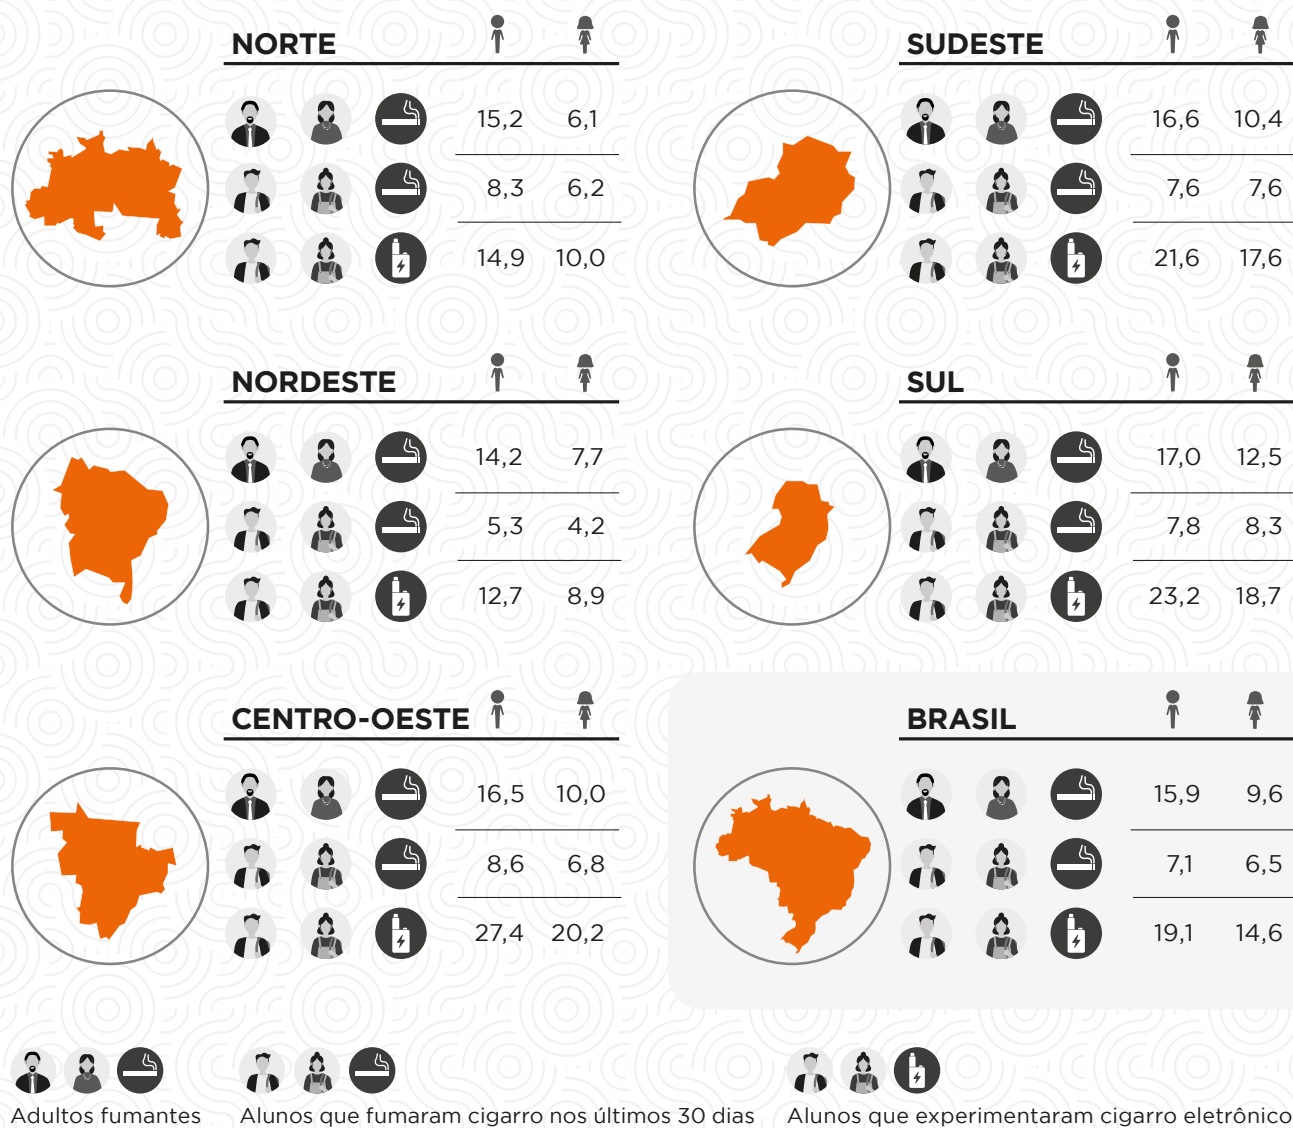 NORTE
15,2 6,1
8,3 6,2
14,9 10,0
SUDESTE
16,6 10,4
7,6 7,6
21,6 17,6
NORDESTE
14,2 7,7
5,3 4,2
12,7 8,9
SUL
17,0 12,5
7,8 8,3
23,2 18,7
CENTRO-OESTE
16,5 10,0
8,6 6,8
27,4 20,2
BRASIL
15,9 9,6
7,1 6,5
19,1 14,6
Adultos fumantes
Alunos que fumaram cigarro nos últimos 30 dias
Alunos que experimentaram cigarro eletrônico